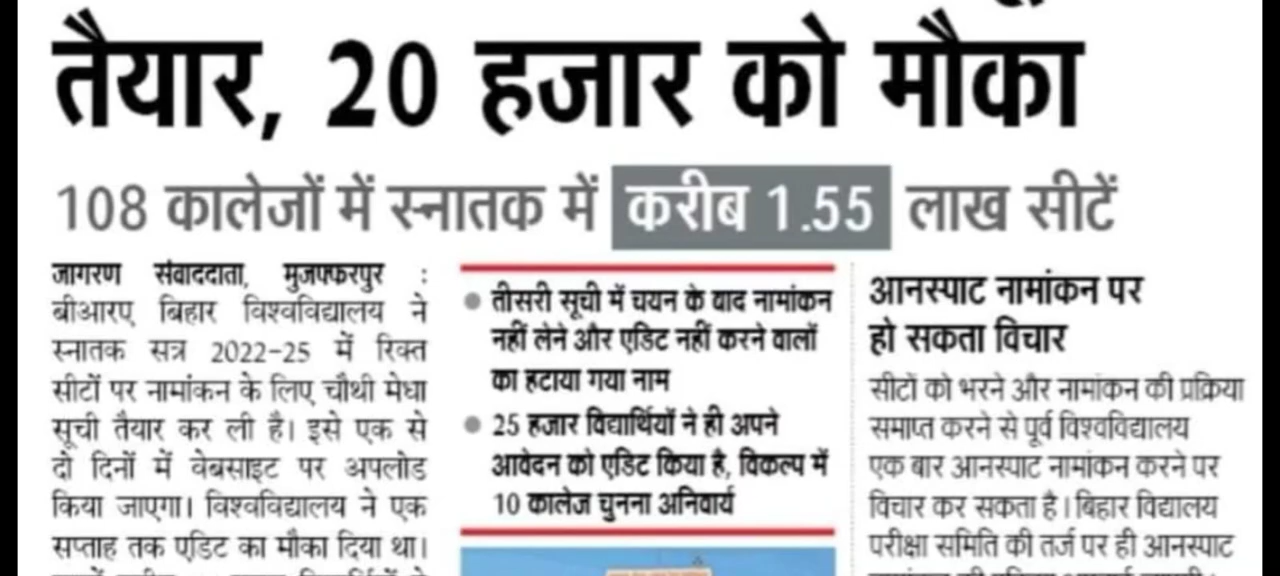 तैयार, 20 हजार को मौका
108 कालेजों में स्नातक में करीब 1.55 लाख सीटें
जागरण संवाददाता, मुजफ्फरपुर :
बीआरए बिहार विश्वविद्यालय ने
स्नातक सत्र 2022-25 में रिक्त
सीटों पर नामांकन के लिए चौथी मेधा
सूची तैयार कर ली है। इसे एक से
दो दिनों में वेबसाइट पर अपलोड
किया जाएगा। विश्वविद्यालय ने एक
सप्ताह तक एडिट का मौका दिया था।
तीसरी सूची में चयन के बाद नामांकन
नहीं लेने और एडिट नहीं करने वालों
का हटाया गया नाम
25 हजार विद्यार्थियों ने ही अपने
आवेदन को एडिट किया है, विकल्प में
10 कालेज चुनना अनिवार्य
आनस्पाट नामांकन पर
हो सकता विचार
सीटों को भरने और नामांकन की प्रक्रिया
समाप्त करने से पूर्व विश्वविद्यालय
एक बार आनस्पाट नामांकन करने पर
विचार कर सकता है। बिहार विद्यालय
परीक्षा समिति की तर्ज पर ही आनस्पाट